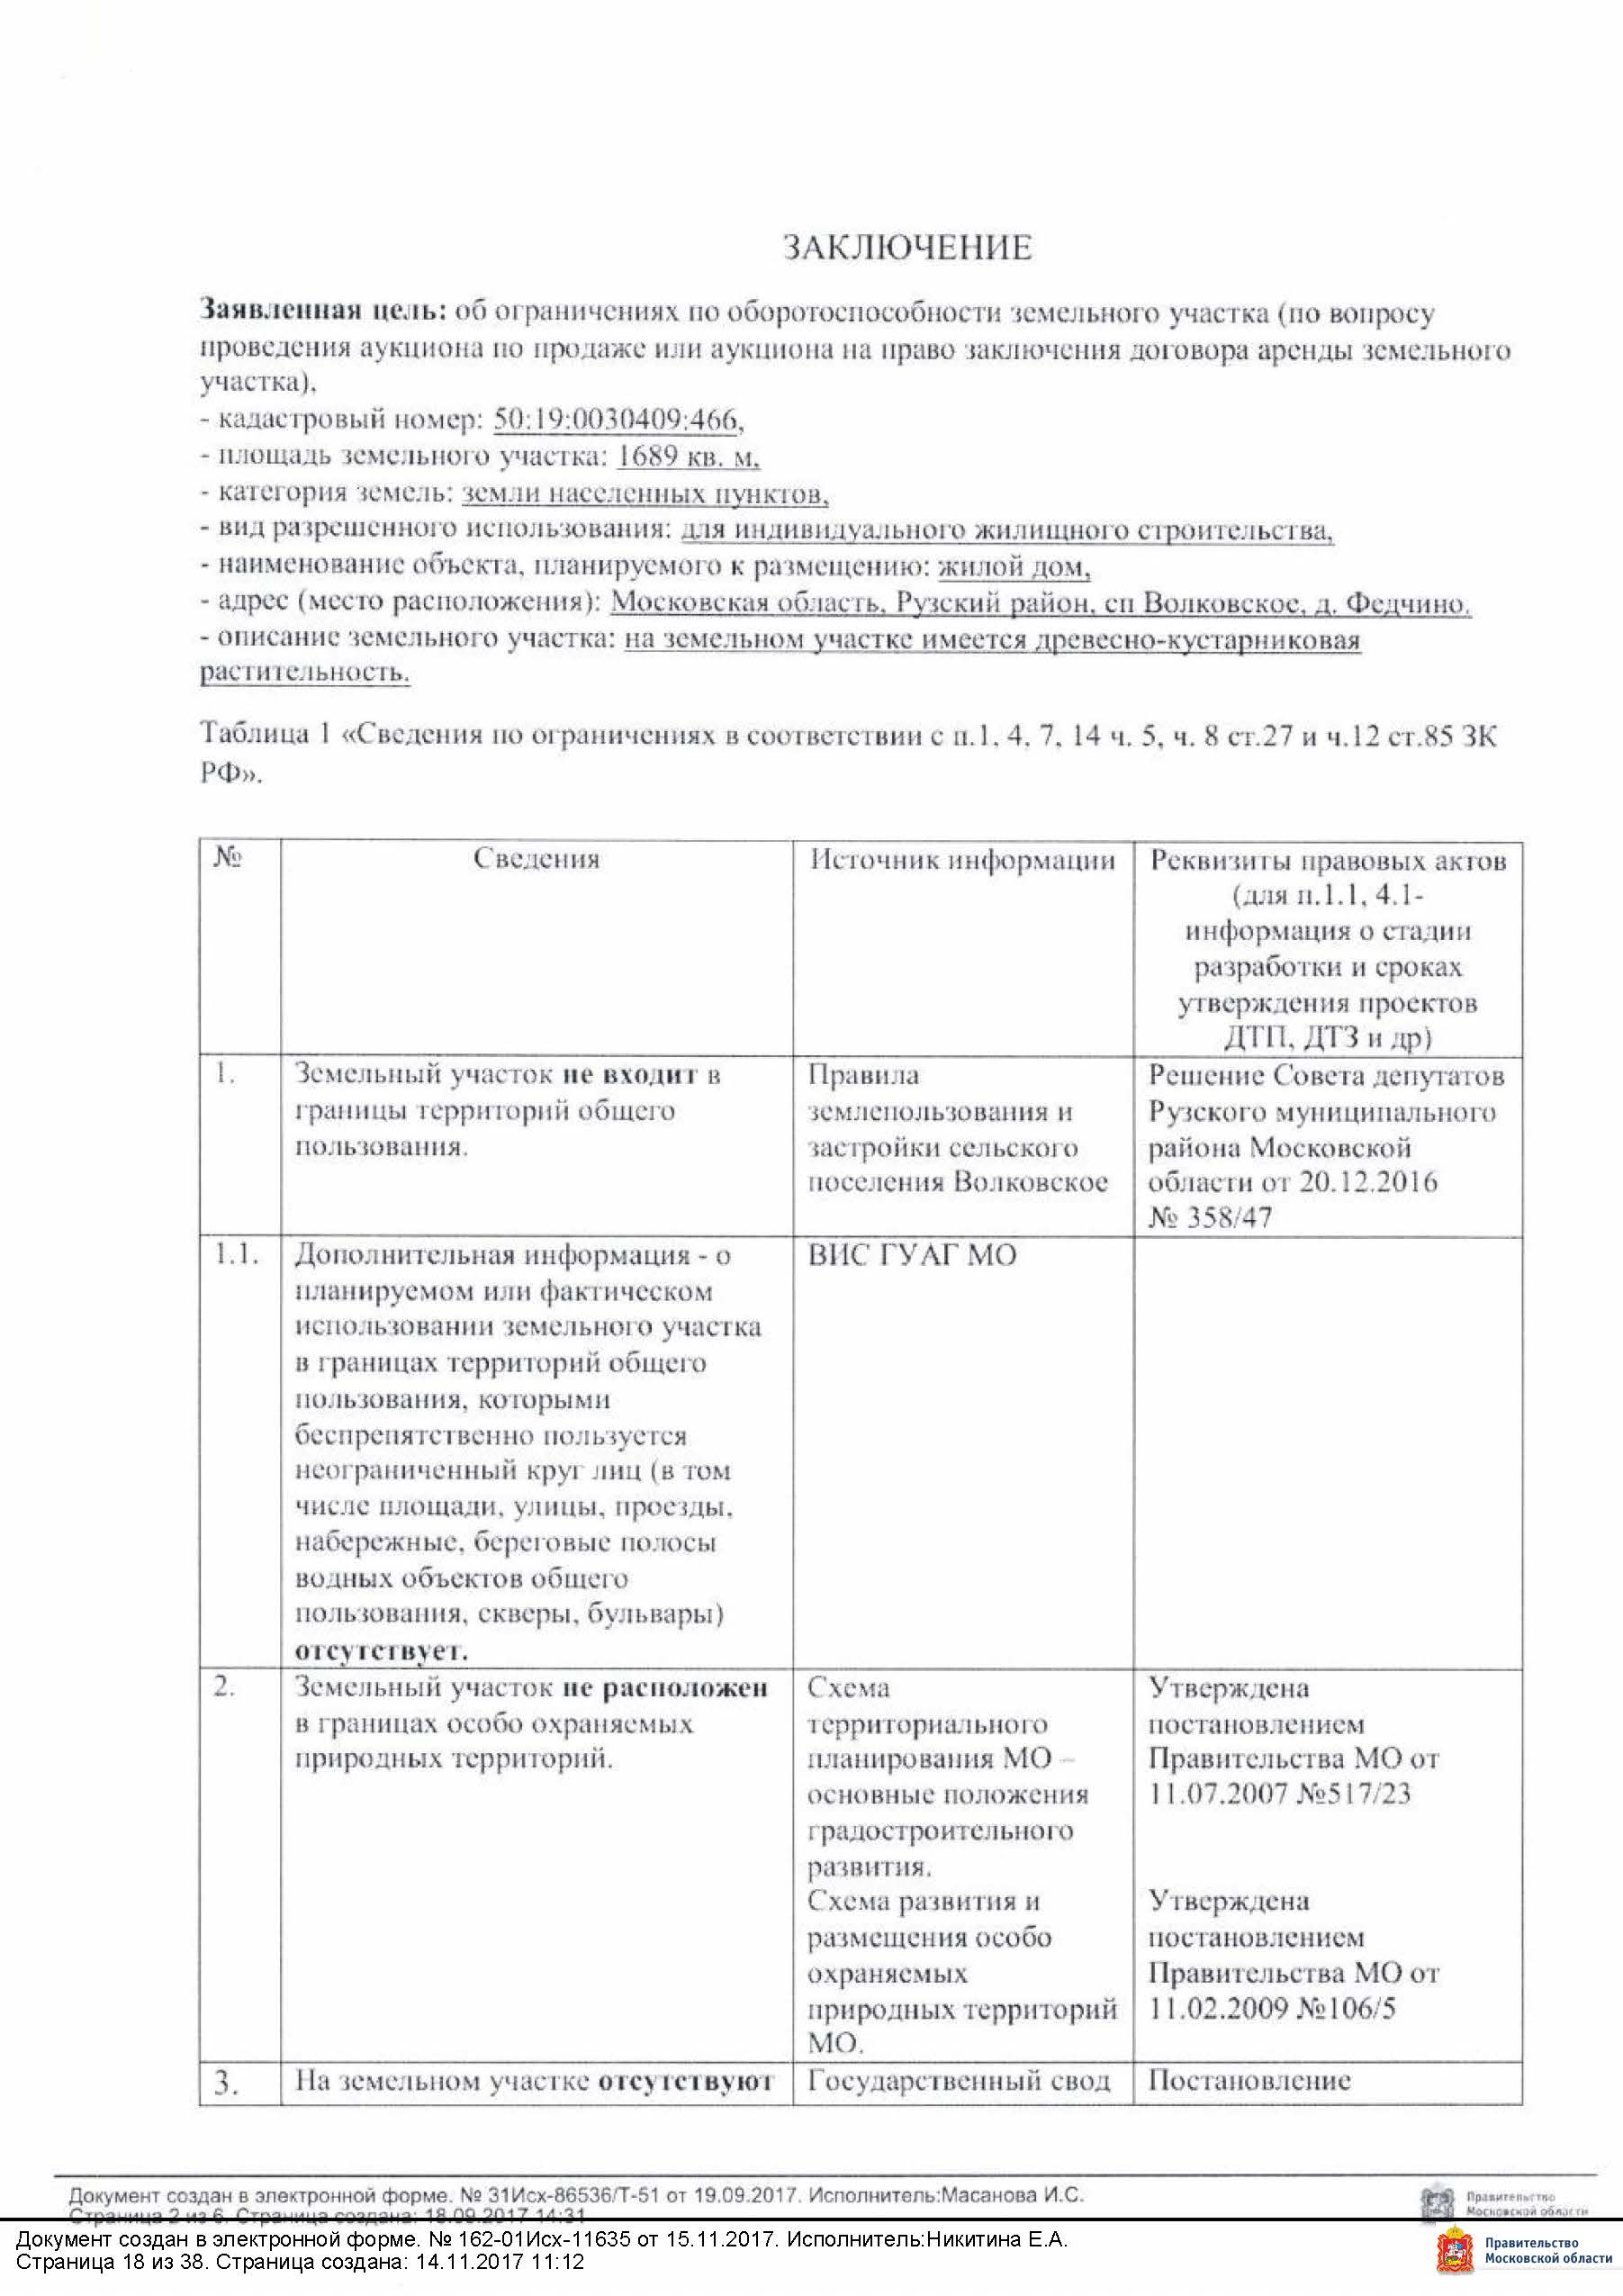 ЗАКЛЮЧЕНИЕ
Заявленная цель: об ограничениях по оборотоспособности земельного участка (по вопросу
проведения аукциона по продаже или аукциона на право заключения договора аренды земельного
участка),
- кадастровый номер: 50:19:0030409:466,
- площадь земельного участка: 1689 кв. м,
- категория земель: земли населенных пунктов,
- вид разрешенного использования: для индивидуального жилищного строительства,
- наименование объекта, планируемого к размещению: жилой дом,
- адрес (место расположения): Московская область, Рузский район, сп Волковское, д. Федчино.
- описание земельного участка: на земельном участке имеется древесно-кустарниковая
растительность.
Таблица 1 «Сведения по ограничениях в соответствии с п.1, 4, 7, 14 ч. 5, ч. 8 ст.27 и ч.12 ст.85 ЗК
РФ».
№
Сведения
Источник информации
Реквизиты правовых актов
(для п.1.1, 4.1-
информация о стадии
разработки и сроках
утверждения проектов
ДТП, ДТЗ и др)
1.
Земельный участок не входит в
границы территорий общего
пользования.
Правила
землепользования и
застройки сельского
поселения Волковское
Решение Совета депутатов
Рузского муниципального
района Московской
области от 20.12.2016
№ 358/47
1.1.
Дополнительная информация - о
планируемом или фактическом
использовании земельного участка
в границах территорий общего
пользования, которыми
беспрепятственно пользуется
неограниченный круг лиц (в том
числе площади, улицы, проезды,
набережные, береговые полосы
водных объектов общего
пользования, скверы, бульвары)
отсутствует.
ВИС ГУАГ МО
2.
Земельный участок не расположен
в границах особо охраняемых
природных территорий.
Схема
территориального
планирования МО –
основные положения
градостроительного
развития.
Схема развития и
размещения особо
охраняемых
природных территорий
МО.
Утверждена
постановлением
Правительства МО от
11.07.2007 №517/23
Утверждена
постановлением
Правительства МО от
11.02.2009 №106/5
3.
На земельном участке отсутствуют
Государственный свод
Постановление
Документ создан в электронной форме. № 31Исх-86536/Т-51 от 19.09.2017. Исполнитель:Масанова И.С.
Страница 2 из 6. Страница создана: 18.09.2017 14:31
Правительство
Московской области
Документ создан в электронной форме. № 162-01Исх-11635 от 15.11.2017. Исполнитель:Никитина Е.А.
Страница 18 из 38. Страница создана: 14.11.2017 11:12
Правительство
Московской области